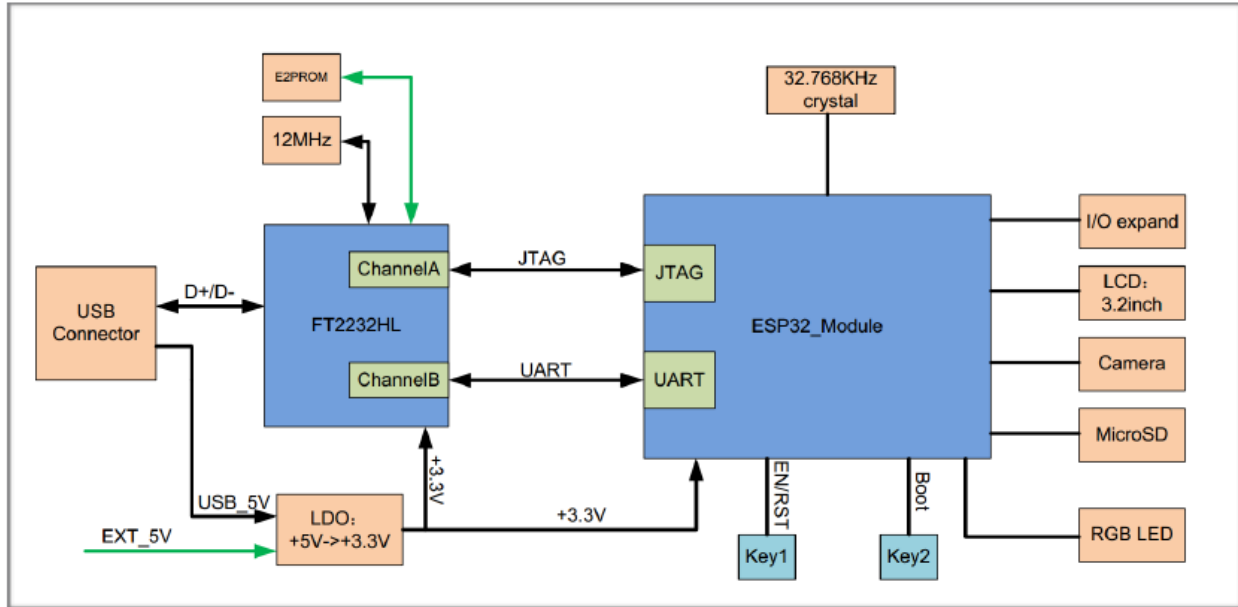 E2PROM
12MHz
32.768KHz
crystal
I/O expand
LCD：
3.2inch
Camera
MicroSD
RGB LED
USB
Connector
D+/D-
FT2232HL
ChannelA
ChannelB
JTAG
UART
JTAG
UART
ESP32_Module
+3.3V
USB_5V
EXT_5V
LDO：
+5V->+3.3V
+3.3V
EN/RST
Boot
Key1
Key2